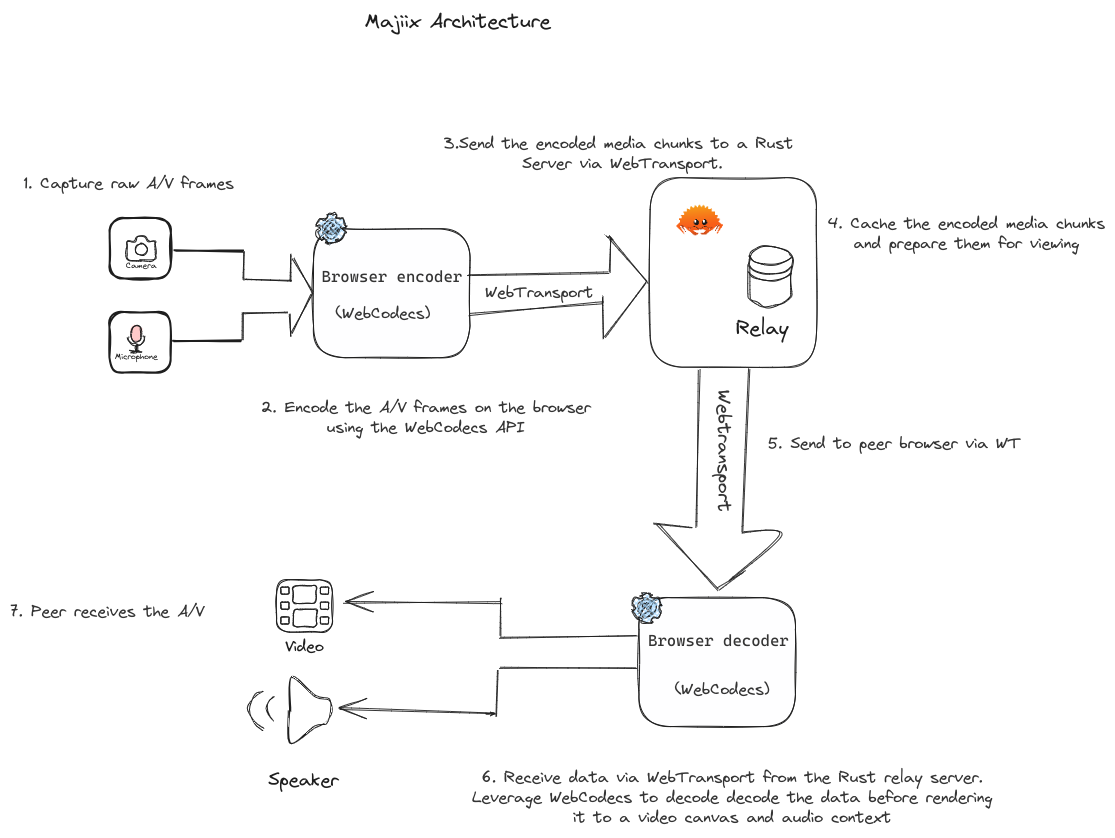 Majiix Architecture
3.Send the encoded media chunks to a Rust
Server via WebTransport.
1. Capture raw A/V frames
4. Cache the encoded media chunks
and prepare them for viewing
Camera
Browser encoder
(WebCodecs)
WebTransport
Relay
Microphone
2. Encode the A/V frames on the browser
using the WebCodecs API
Webtransport
5. Send to peer browser via WT
7. Peer receives the A/V
Video
Browser decoder
(WebCodecs)
Speaker
6. Receive data via WebTransport from the Rust relay server.
Leverage WebCodecs to decode decode the data before rendering
it to a video canvas and audio context